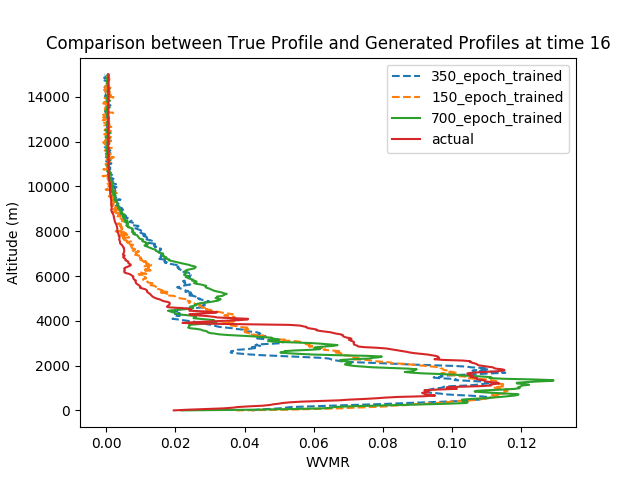 Comparison between True Profile and Generated Profiles at time 16
350_epoch_trained
150_epoch_trained
700_epoch_trained
actual
14000
12000
10000
8000
6000
4000
2000
0
Altitude (m)
0.00 0.02 0.04 0.06 0.08 0.10 0.12
WVMR